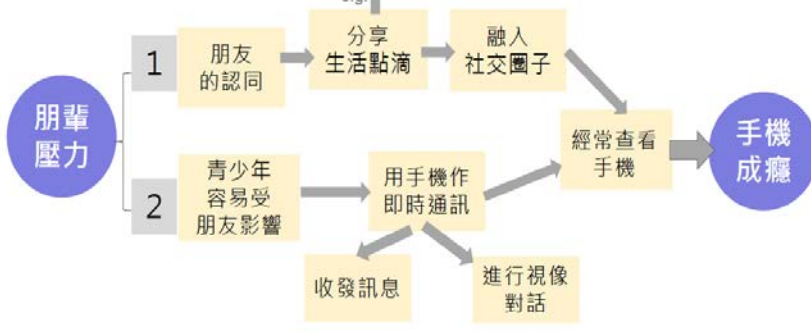 朋輩
壓力
1
朋友
的認同
分享
生活點滴
融入
社交圈子
經常查看
手機
手機
成癮
2
青少年
容易受
朋友影響
用手機作
即時通訊
收發訊息
進行視像
對話